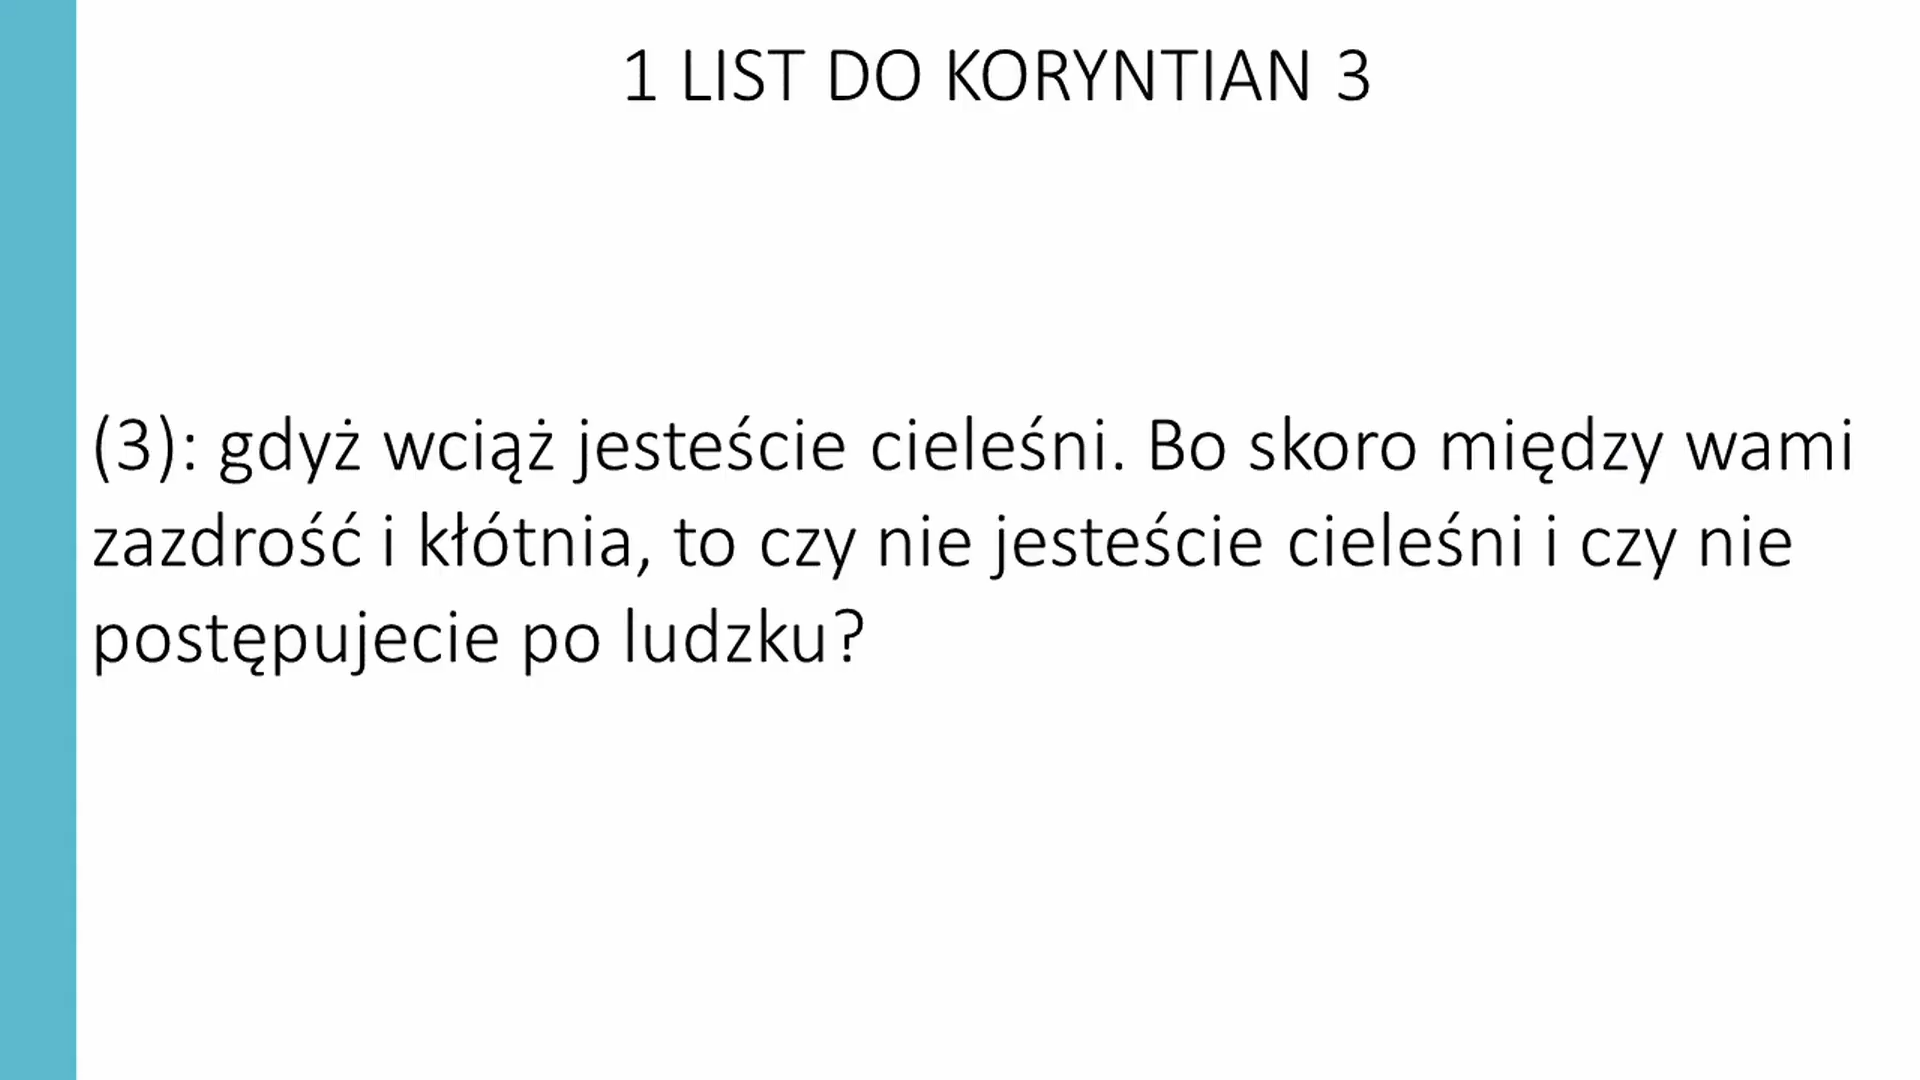 1 LIST DO KORYNTIAN 3
(3): gdyż wciąż jesteście cieleśni. Bo skoro między wami
zazdrość i kłótnia, to czy nie jesteście cieleśni i czy nie
postępujecie po ludzku?